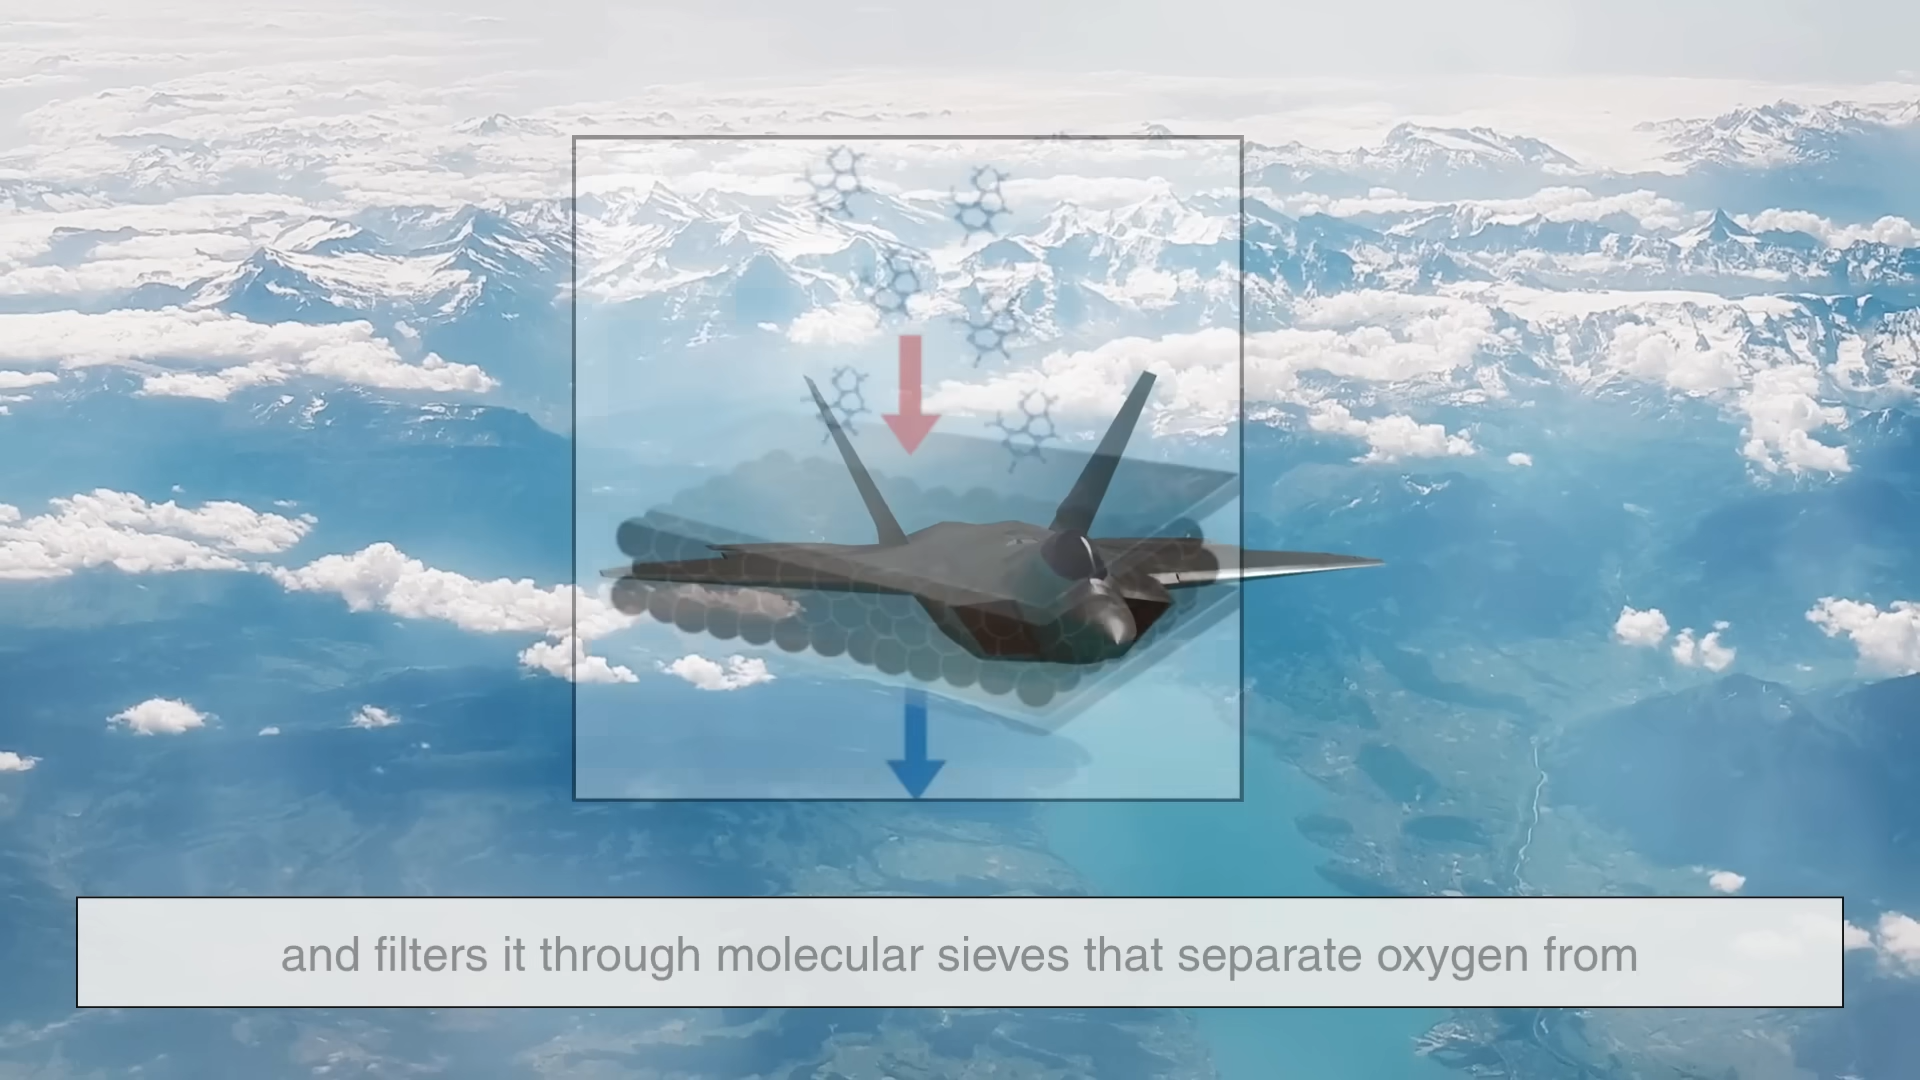 and filters it through molecular sieves that separate oxygen from